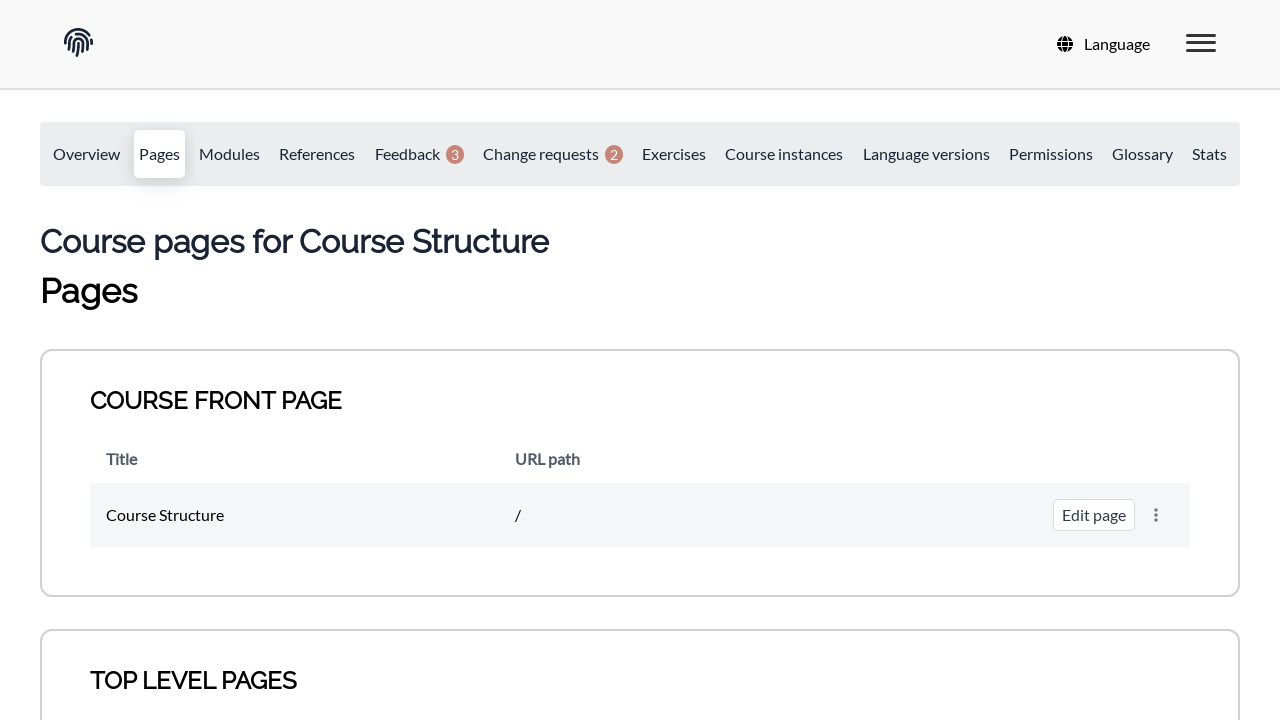 Language
Overview Pages Modules References Feedback 3 Change requests 2 Exercises Course instances Language versions Permissions Glossary Stats
Course pages for Course Structure
Pages
COURSE FRONT PAGE
Title URL path
Course Structure / Edit page
TOP LEVEL PAGES